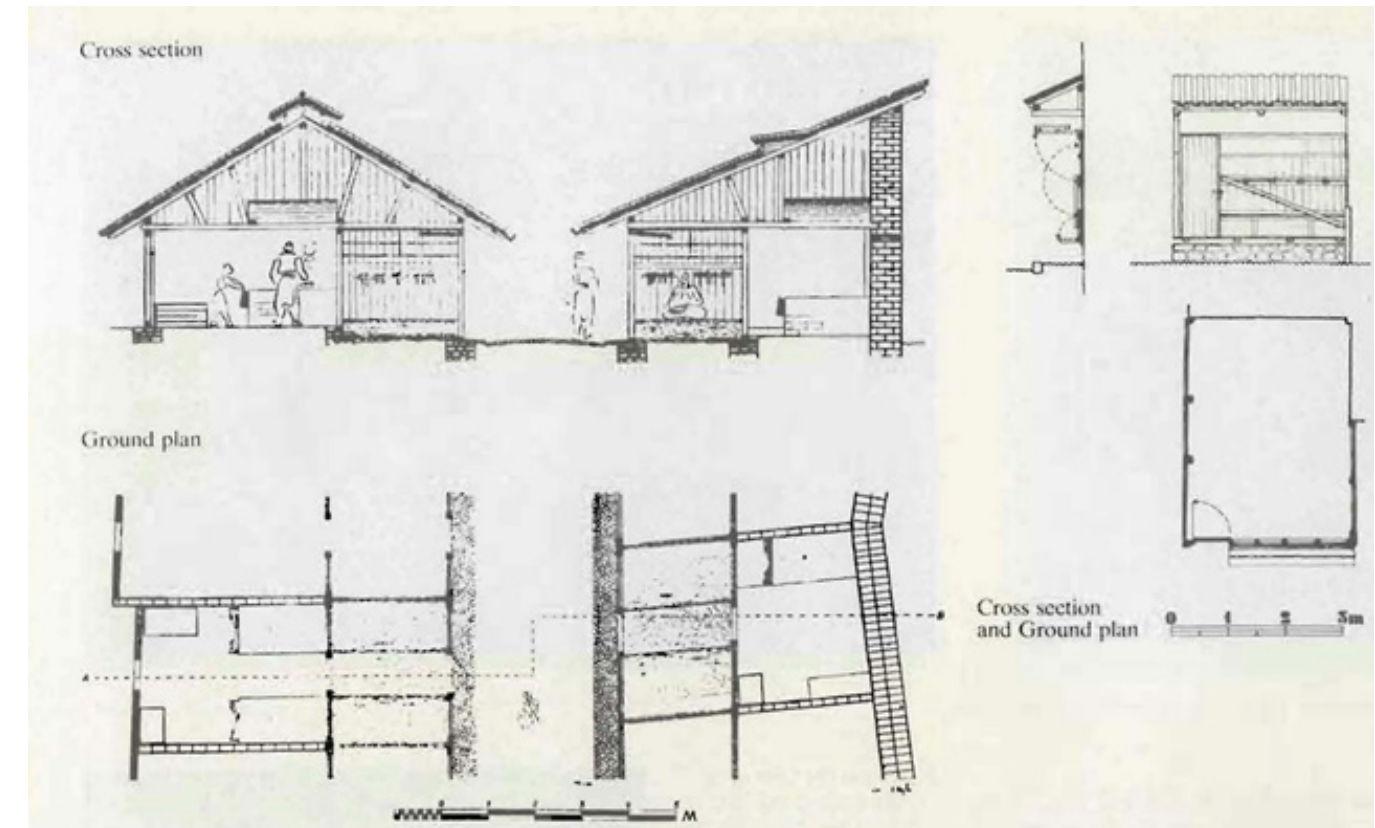 Cross section
Ground plan
A
B
Cross section
and Ground plan
0 1 2 3m
M